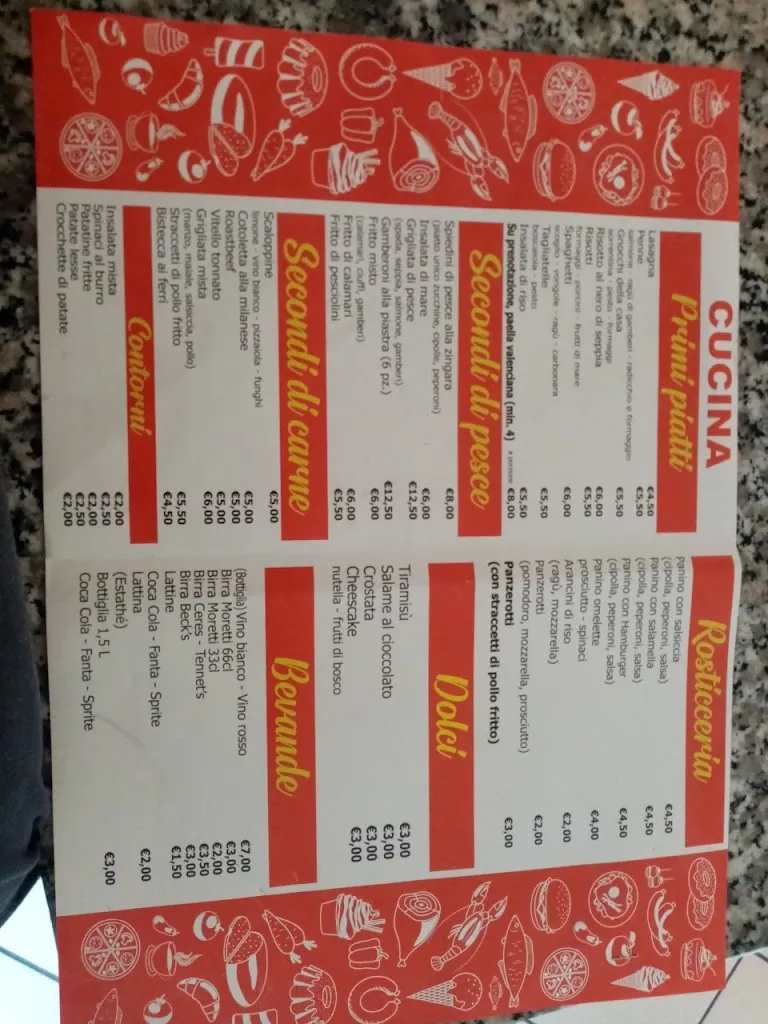 CUCINA
Primi piatti
Lasagna €4,50
Penne €5,50
salmone - ragù di gamberi - radicchio e formaggio
Gnocchi della casa €5,50
sorrentina - pesto - formaggi
Risotto al nero di seppia €6,00
Risotti €5,50
formaggi - porcini - frutti di mare
Spaghetti €6,00
scoglio - vongole - ragù - carbonara
Tagliatelle €5,50
boscaiola - pesto
Insalata di riso €5,50
Su prenotazione, paella valenciana (min. 4) a persona €8,00
Secondi di pesce
Spiedini di pesce alla zingara €8,00
(piatto unico zucchine, cipolle, peperoni)
Insalata di mare €6,00
Grigliata di pesce €12,50
(spada, seppia, salmone, gamberi)
Gamberoni alla piastra (6 pz.) €12,50
Fritto misto €6,00
(calamari, ciuffi, gamberi)
Fritto di calamari €6,00
Fritto di pesciolini €5,50
Secondi di carne
Scaloppine €5,00
limone - vino bianco - pizzaiola - funghi
Cotoletta alla milanese €5,00
Roastbeef €5,00
Vitello tonnato €5,00
Grigliata mista €6,00
(manzo, maiale, salsiccia, pollo)
Straccetti di pollo fritto €5,50
Bistecca ai ferri €4,50
Contorni
Insalata mista €2,00
Spinaci al burro €2,50
Patatine fritte €2,00
Patate lesse €2,50
Crocchette di patate €2,00
Rosticceria
Panino con salsiccia €4,50
(cipolla, peperoni, salsa)
Panino con salamella €4,50
(cipolla, peperoni, salsa)
Panino con Hamburger €4,50
(cipolla, peperoni, salsa)
Panino omelette €4,00
prosciutto - spinaci
Arancini di riso €2,00
(ragù, mozzarella)
Panzerotti €2,00
(pomodoro, mozzarella, prosciutto)
Panzerotti €3,00
(con straccetti di pollo fritto)
Dolci
Tiramisù €3,00
Salame al cioccolato €3,00
Crostata €3,00
Cheesecake €3,00
nutella - frutti di bosco
Bevande
(Bottiglia) Vino bianco - Vino rosso €7,00
Birra Moretti 66cl €3,00
Birra Moretti 33cl €2,00
Birra Ceres - Tennet's €3,50
Birra Beck's €3,00
Lattine €1,50
Coca Cola - Fanta - Sprite
Lattina €2,00
(Estathé)
Bottiglia 1,5 L €3,00
Coca Cola - Fanta - Sprite